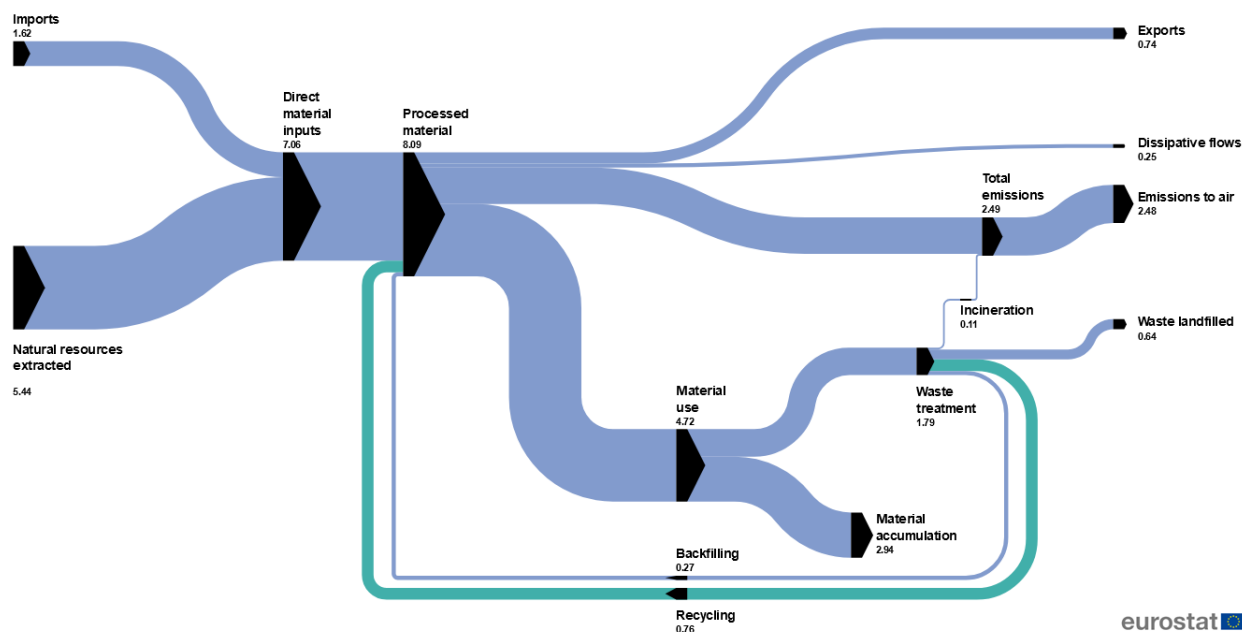 Imports
1.62
Exports
0.74
Direct
material
inputs
7.06
Processed
material
8.09
Dissipative flows
0.25
Total
emissions
2.49
Emissions to air
2.48
Incineration
0.11
Waste landfilled
0.64
Natural resources
extracted
5.44
Material
use
4.72
Waste
treatment
1.79
Material
accumulation
2.94
Backfilling
0.27
Recycling
0.76
eurostat